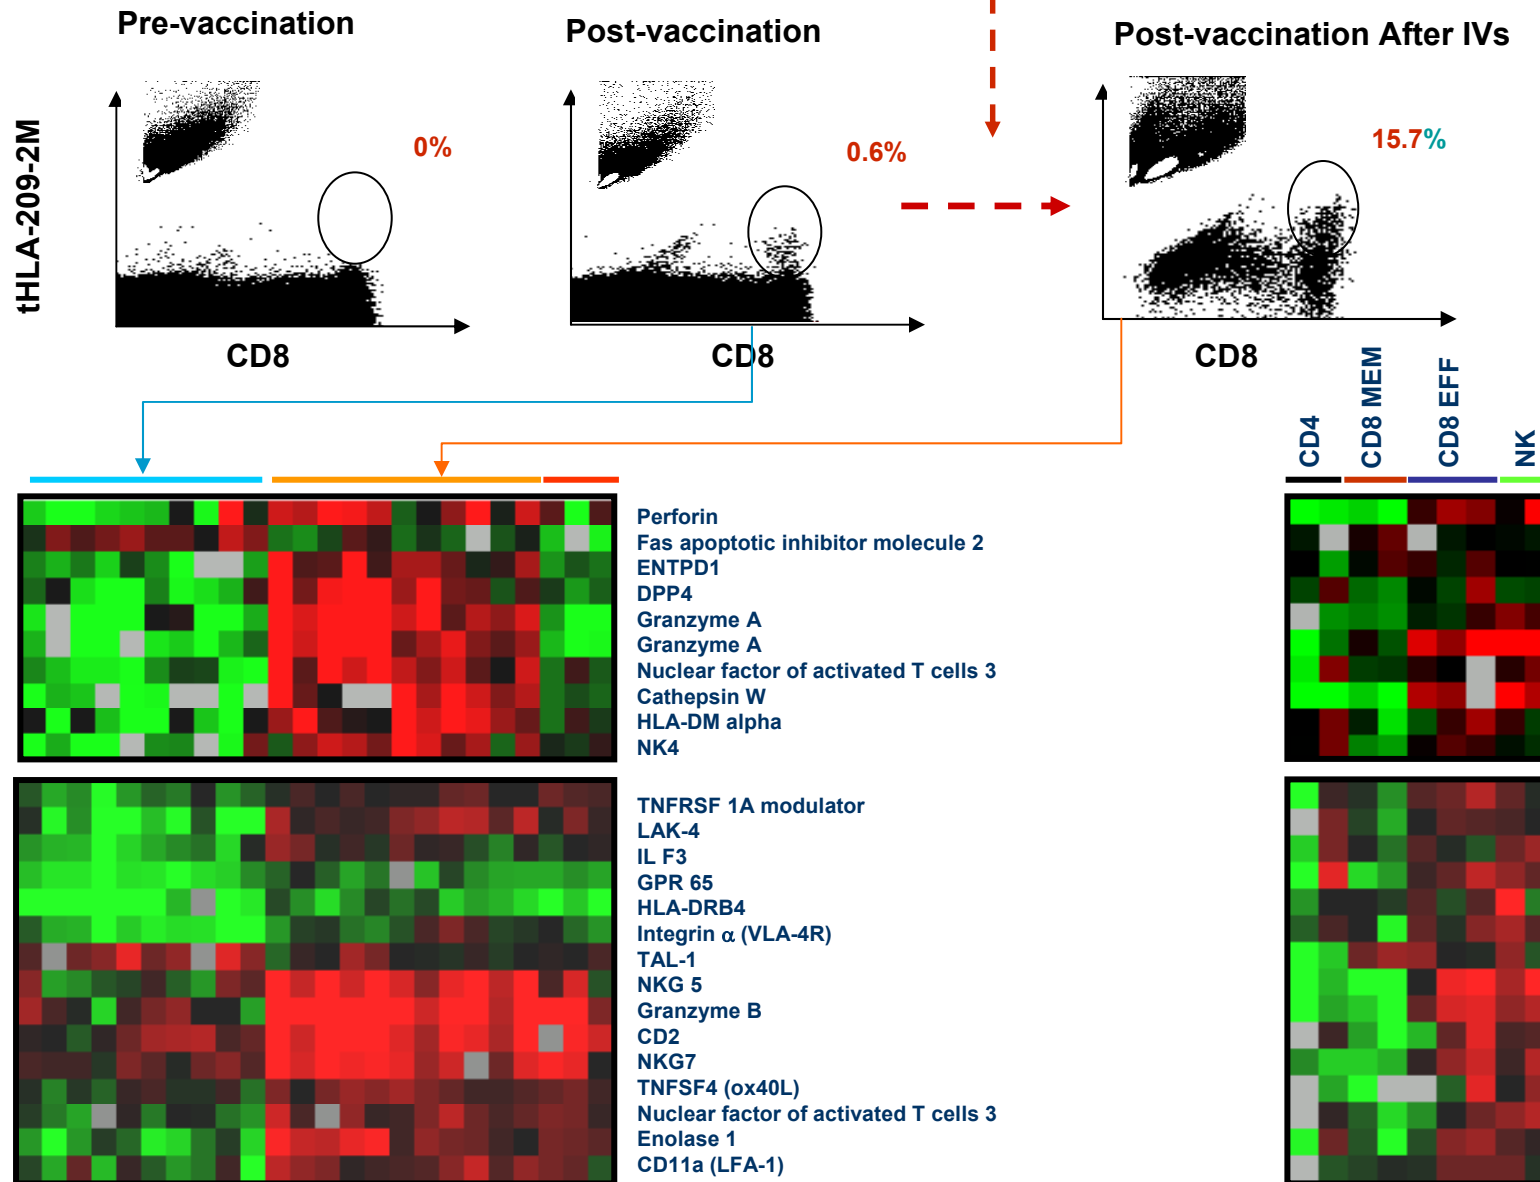 Pre-vaccination
Post-vaccination
Post-vaccination After IVs
tHLA-209-2M
0%
0.6%
15.7%
CD8
CD8
CD8
CD4
CD8 MEM
CD8 EFF
NK
Perforin
Fas apoptotic inhibitor molecule 2
ENTPD1
DPP4
Granzyme A
Granzyme A
Nuclear factor of activated T cells 3
Cathepsin W
HLA-DM alpha
NK4
TNFRSF 1A modulator
LAK-4
IL F3
GPR 65
HLA-DRB4
Integrin α (VLA-4R)
TAL-1
NKG 5
Granzyme B
CD2
NKG7
TNFSF4 (ox40L)
Nuclear factor of activated T cells 3
Enolase 1
CD11a (LFA-1)